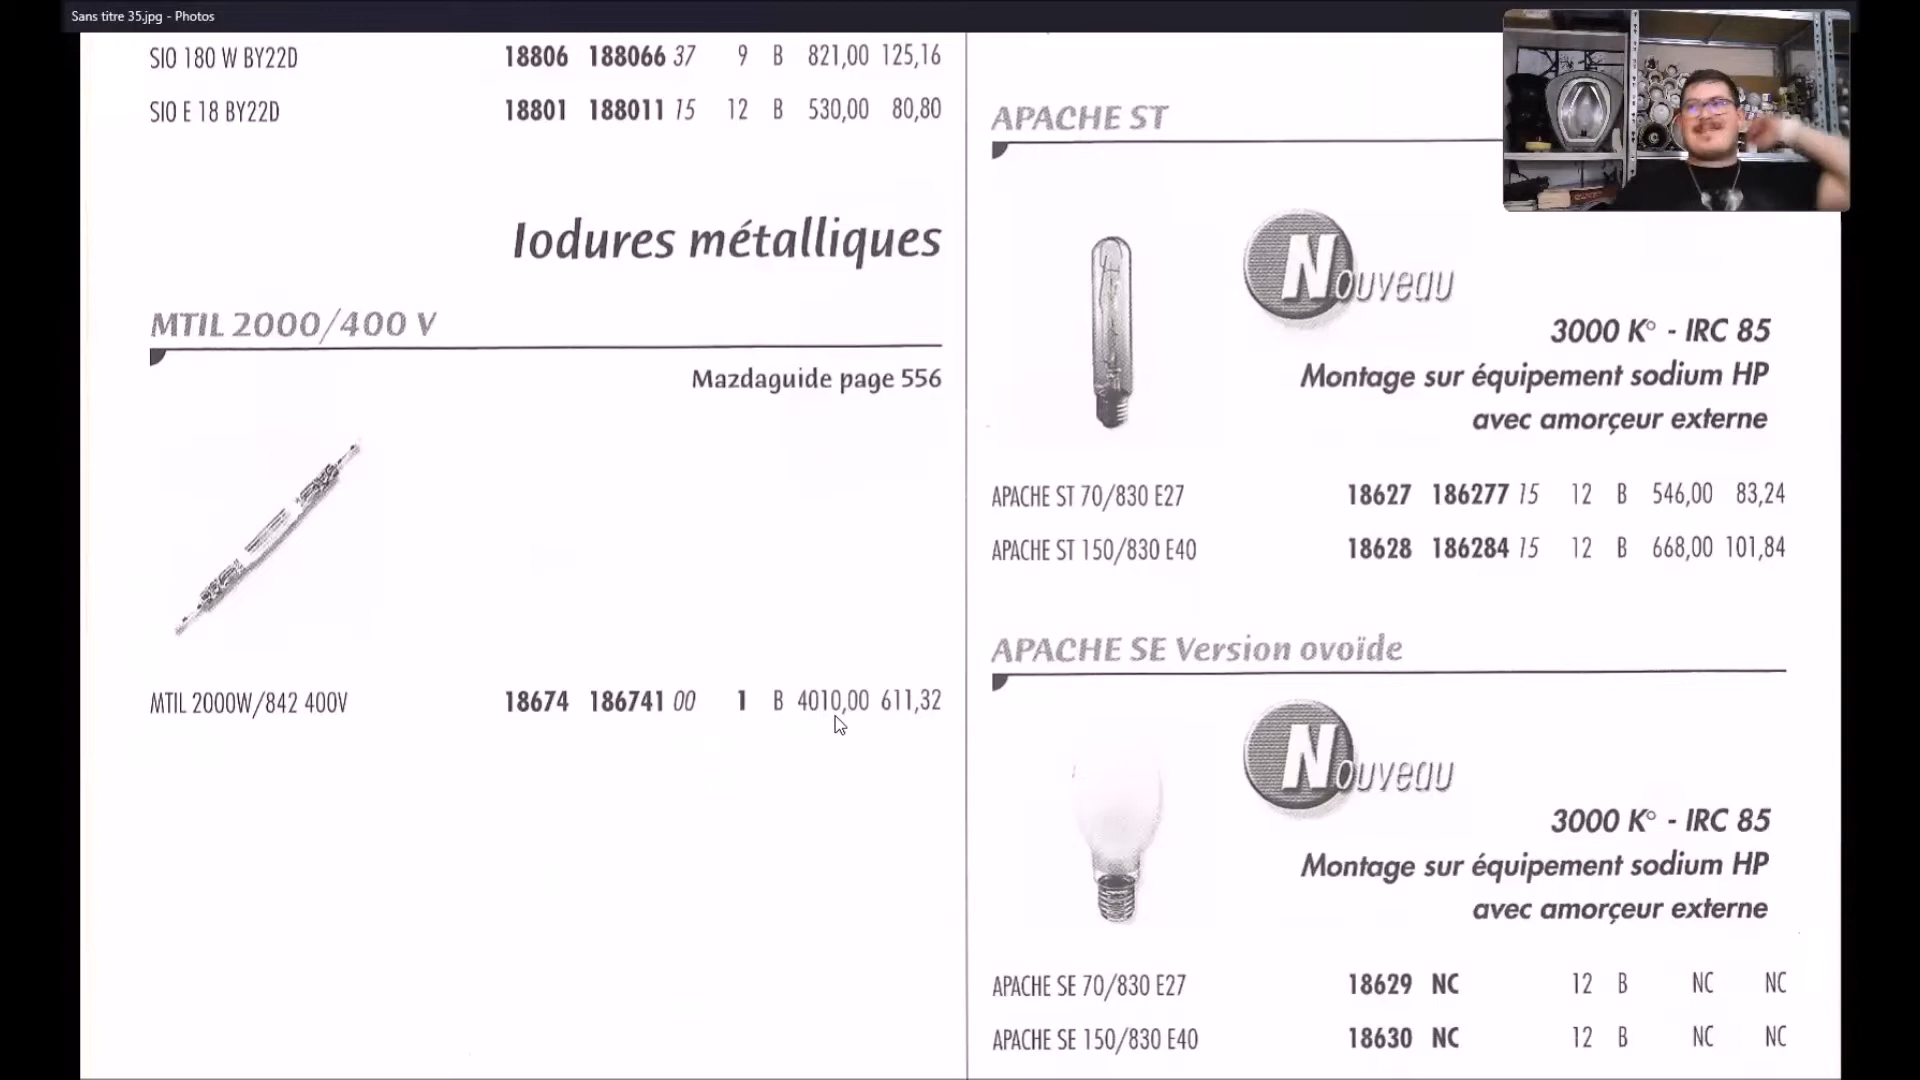 Sans titre 35.jpg - Photos
SIO 180 W BY22D 18806 188066 37 9 B 821,00 125,16
SIO E 18 BY22D 18801 188011 15 12 B 530,00 80,80
Iodures métalliques
MTIL 2000/400 V
Mazdaguide page 556
MTIL 2000W/842 400V 18674 186741 00 1 B 4010,00 611,32
APACHE ST
Nouveau
3000 K° - IRC 85
Montage sur équipement sodium HP
avec amorçeur externe
APACHE ST 70/830 E27 18627 186277 15 12 B 546,00 83,24
APACHE ST 150/830 E40 18628 186284 15 12 B 668,00 101,84
APACHE SE Version ovoïde
Nouveau
3000 K° - IRC 85
Montage sur équipement sodium HP
avec amorçeur externe
APACHE SE 70/830 E27 18629 NC 12 B NC NC
APACHE SE 150/830 E40 18630 NC 12 B NC NC